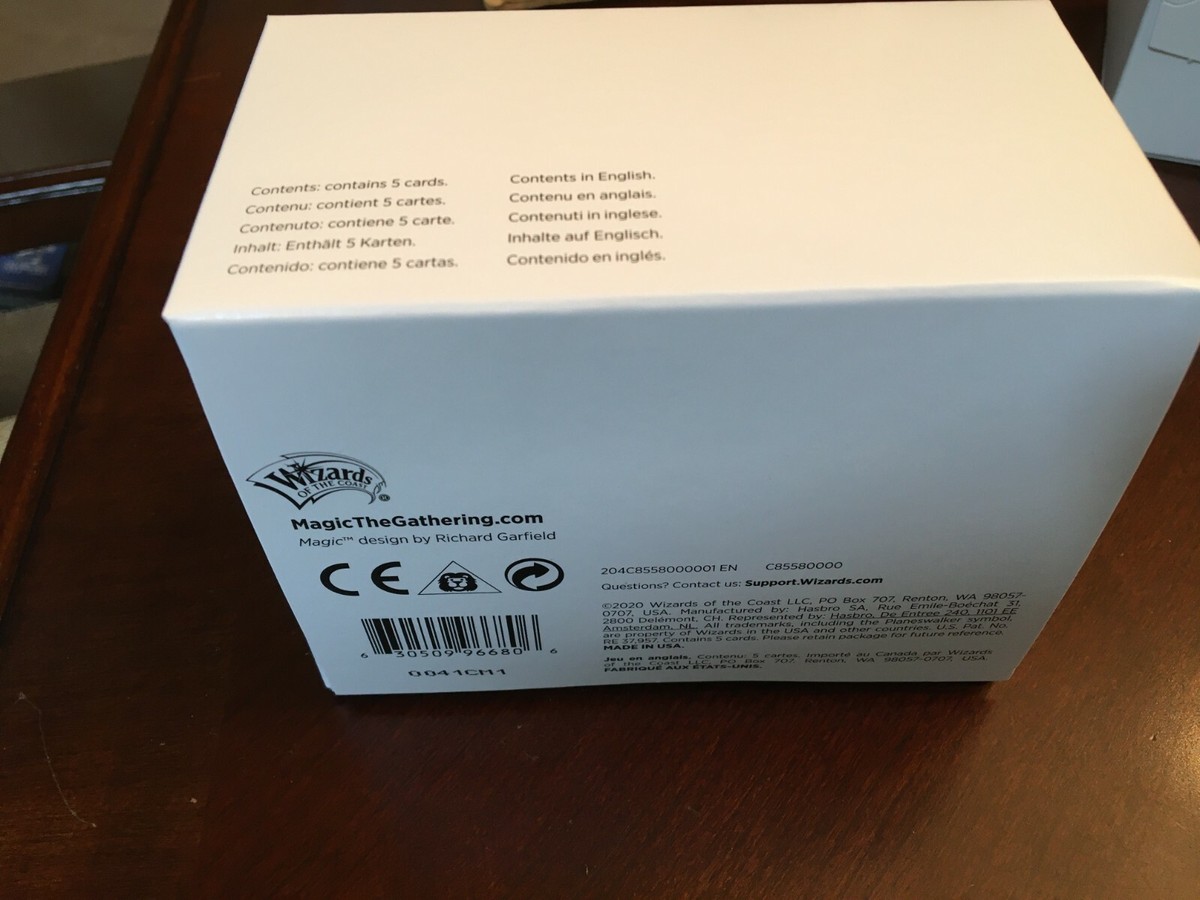 Contents: contains 5 cards.
Contenu: contient 5 cartes.
Contenuto: contiene 5 carte.
Inhalt: Enthält 5 Karten.
Contenido: contiene 5 cartas.
Contents in English.
Contenu en anglais.
Contenuti in inglese.
Inhalte auf Englisch.
Contenido en inglés.
Wizards
OF THE COAST ®
MagicTheGathering.com
Magic™ design by Richard Garfield
CE
6 30509 96680 6
0041CM1
204C8558000001 EN C85580000
Questions? Contact us: Support.Wizards.com
©2020 Wizards of the Coast LLC, PO Box 707, Renton, WA 98057-
0707, USA. Manufactured by: Hasbro SA, Rue Emile-Boéchat 31,
2800 Delémont, CH. Represented by: Hasbro, De Entree 240, 1101 EE
Amsterdam, NL. All trademarks, including the Planeswalker symbol,
are property of Wizards in the USA and other countries. U.S. Pat. No.
RE 37,957. Contains 5 cards. Please retain package for future reference.
MADE IN USA.
Jeu en anglais. Contenu: 5 cartes. Importé au Canada par Wizards
of the Coast LLC, PO Box 707, Renton, WA 98057-0707, USA.
FABRIQUÉ AUX ÉTATS-UNIS.